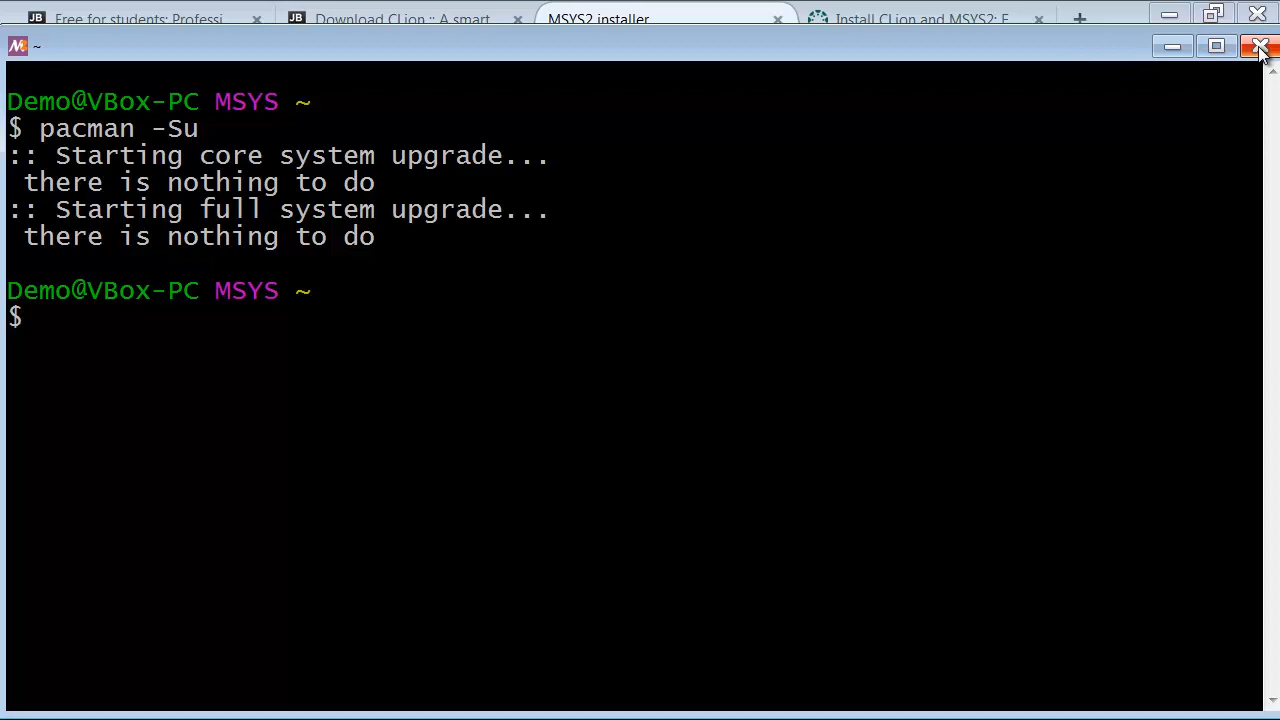 Free for students: Professi
Download CLion :: A smart
MSYS2 installer
Install CLion and MSYS2: F
~
Demo@VBox-PC MSYS ~
$ pacman -Su
:: Starting core system upgrade...
there is nothing to do
:: Starting full system upgrade...
there is nothing to do
Demo@VBox-PC MSYS ~
$